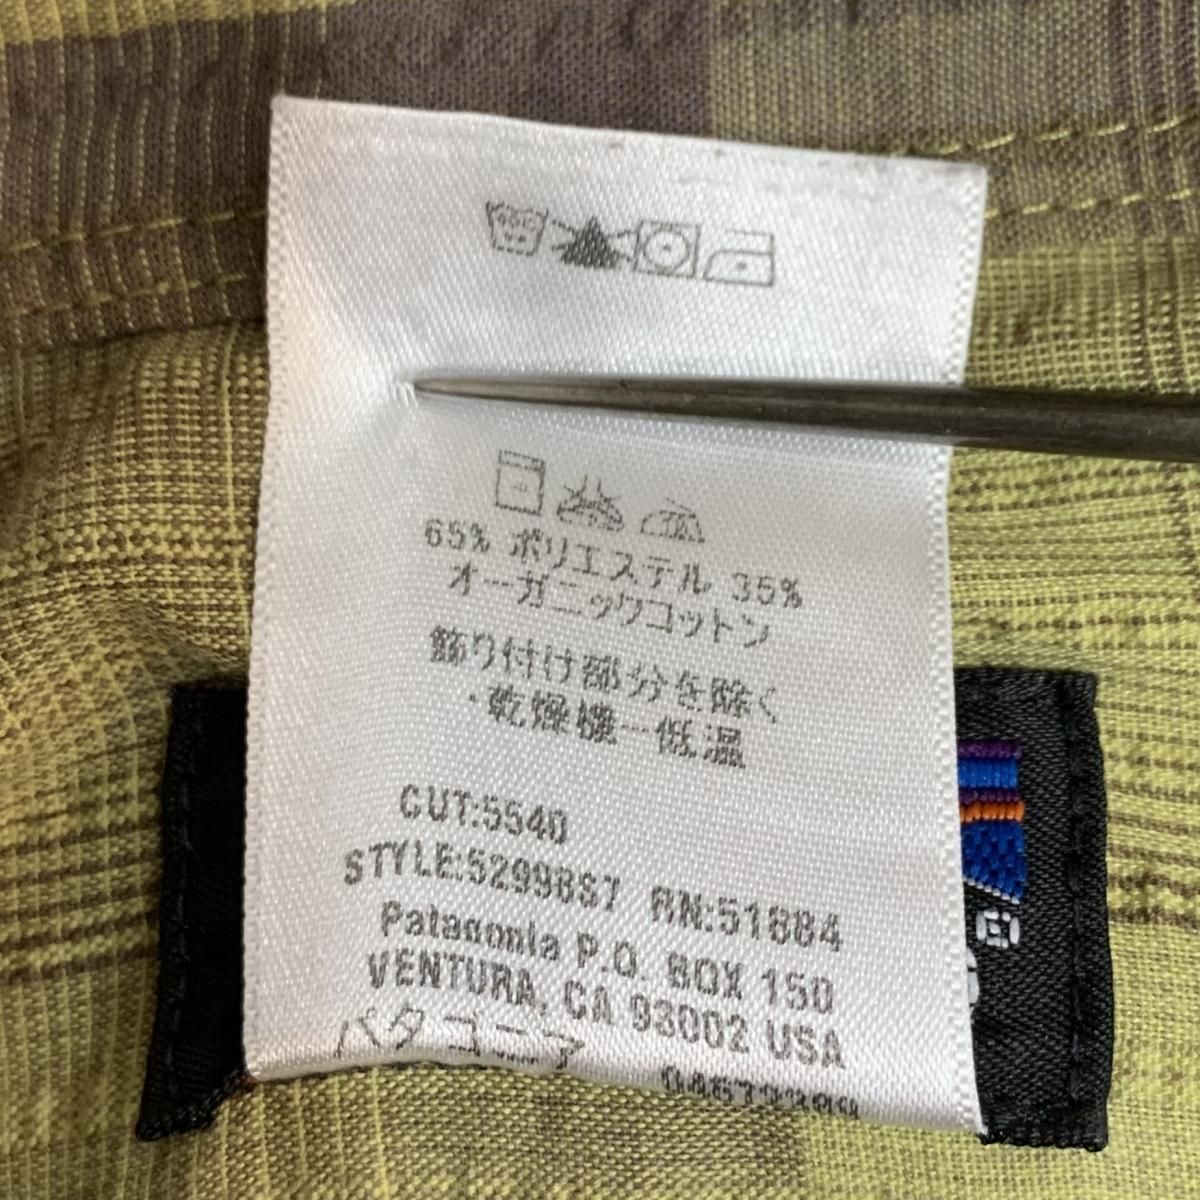 65% ポリエステル 35%
オーガニックコットン
飾り付け部分を除く
・乾燥機ー低温
CUT:5540
STYLE:52998S7 RN:51884
Patagonia P.O. BOX 150
VENTURA, CA 93002 USA
パタゴニア